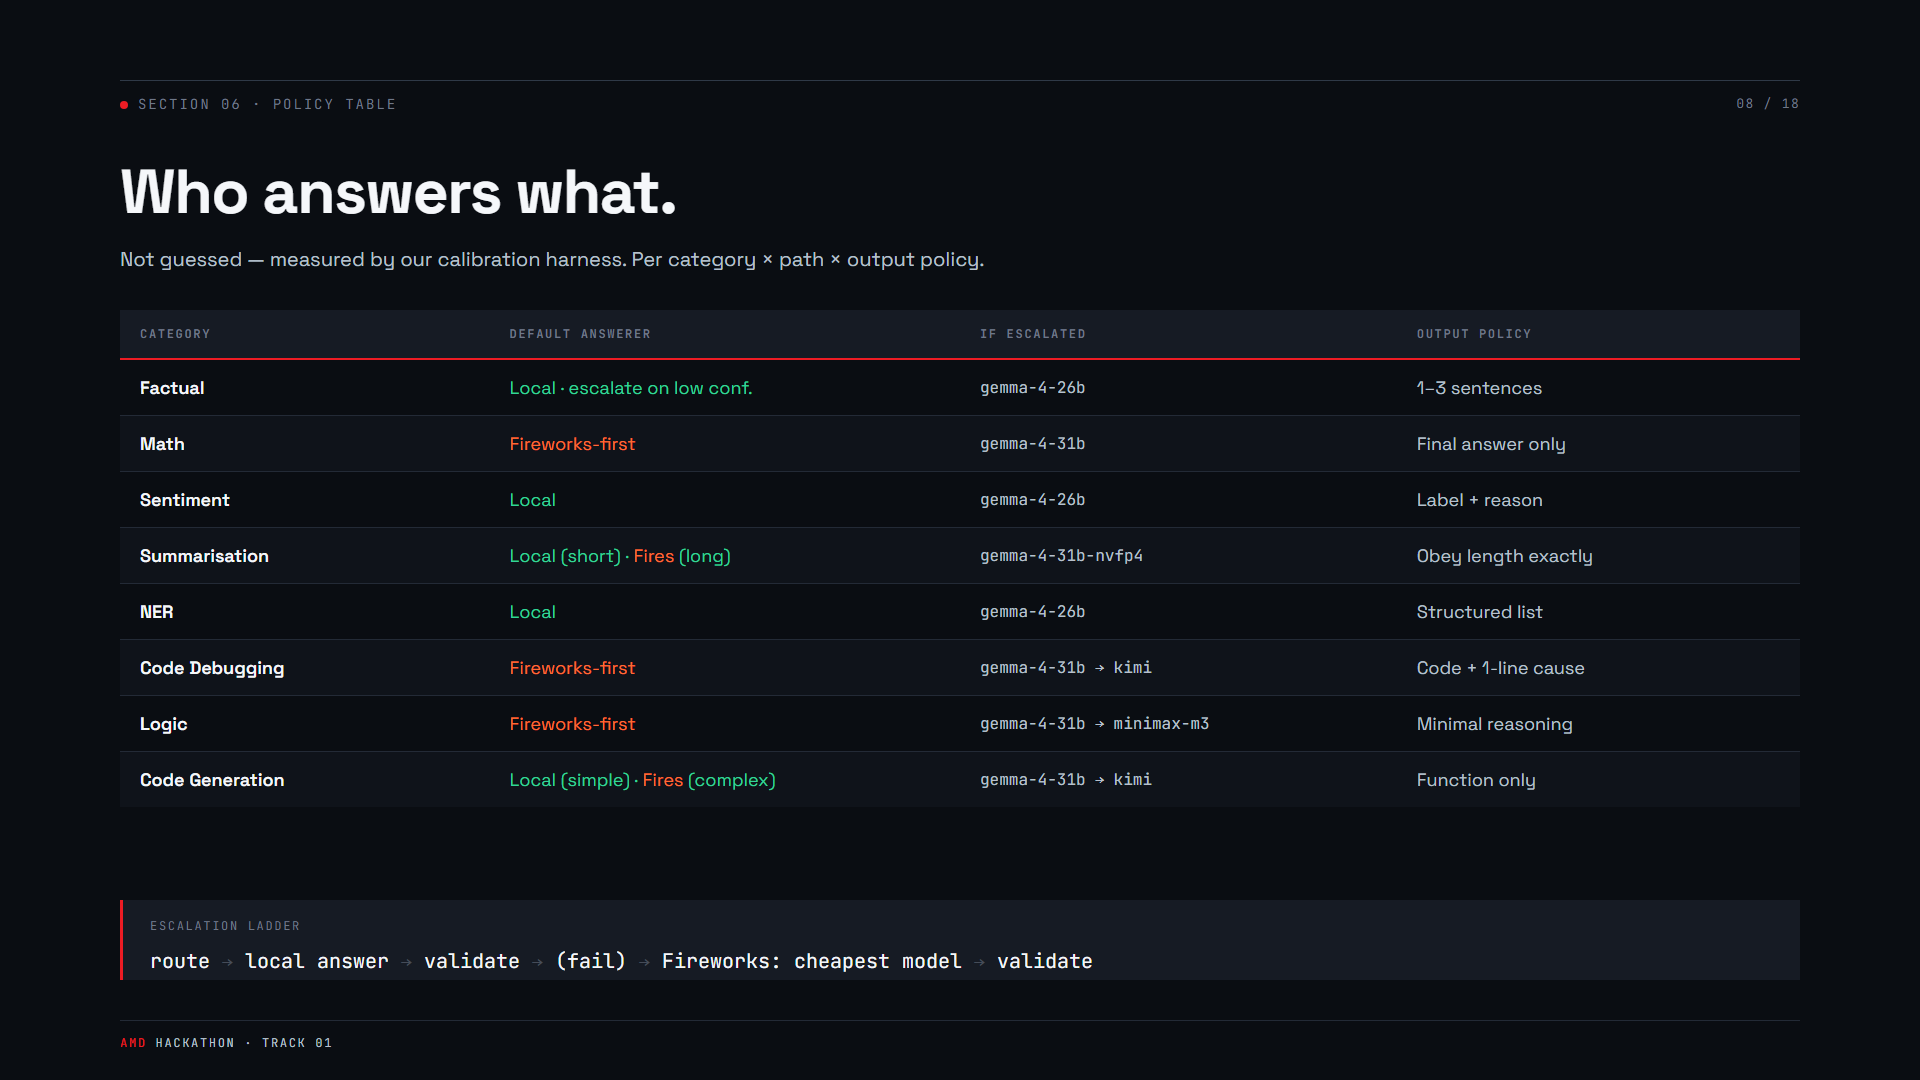 SECTION 06 · POLICY TABLE
08 / 18
Who answers what.
Not guessed — measured by our calibration harness. Per category × path × output policy.
CATEGORY DEFAULT ANSWERER IF ESCALATED OUTPUT POLICY
Factual Local · escalate on low conf. gemma-4-26b 1–3 sentences
Math Fireworks-first gemma-4-31b Final answer only
Sentiment Local gemma-4-26b Label + reason
Summarisation Local (short) · Fires (long) gemma-4-31b-nvfp4 Obey length exactly
NER Local gemma-4-26b Structured list
Code Debugging Fireworks-first gemma-4-31b → kimi Code + 1-line cause
Logic Fireworks-first gemma-4-31b → minimax-m3 Minimal reasoning
Code Generation Local (simple) · Fires (complex) gemma-4-31b → kimi Function only
ESCALATION LADDER
route → local answer → validate → (fail) → Fireworks: cheapest model → validate
AMD HACKATHON · TRACK 01